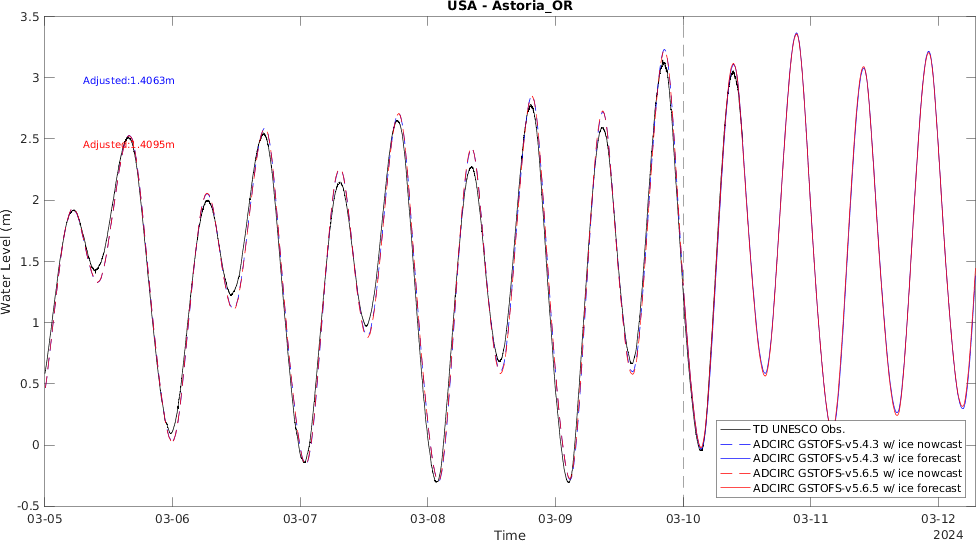 USA - Astoria_OR
3.5
3
2.5
2
1.5
1
0.5
0
-0.5
Water Level (m)
Adjusted:1.4063m
Adjusted:1.4095m
TD UNESCO Obs.
ADCIRC GSTOFS-v5.4.3 w/ ice nowcast
ADCIRC GSTOFS-v5.4.3 w/ ice forecast
ADCIRC GSTOFS-v5.6.5 w/ ice nowcast
ADCIRC GSTOFS-v5.6.5 w/ ice forecast
03-05 03-06 03-07 03-08 03-09 03-10 03-11 03-12
Time
2024